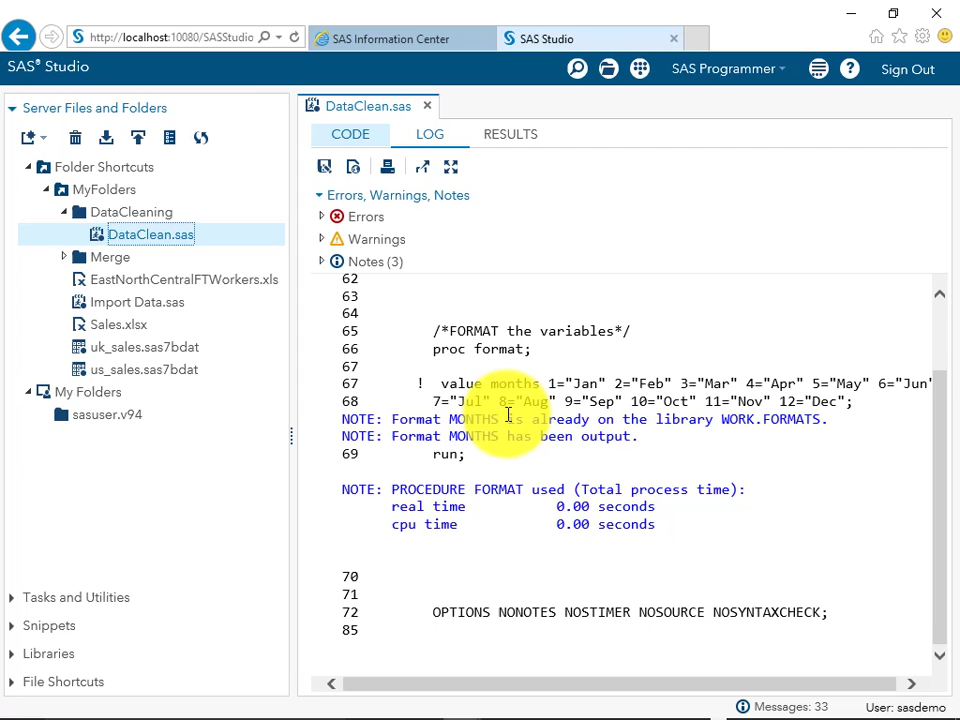 http://localhost:10080/SASStudio
SAS Information Center
SAS Studio
SAS® Studio
SAS Programmer
Sign Out
Server Files and Folders
Folder Shortcuts
MyFolders
DataCleaning
DataClean.sas
Merge
EastNorthCentralFTWorkers.xls
Import Data.sas
Sales.xlsx
uk_sales.sas7bdat
us_sales.sas7bdat
My Folders
sasuser.v94
Tasks and Utilities
Snippets
Libraries
File Shortcuts
DataClean.sas
CODE LOG RESULTS
Errors, Warnings, Notes
Errors
Warnings
Notes (3)
62
63
64
65 /*FORMAT the variables*/
66 proc format;
67
67 ! value months 1="Jan" 2="Feb" 3="Mar" 4="Apr" 5="May" 6="Jun"
68 7="Jul" 8="Aug" 9="Sep" 10="Oct" 11="Nov" 12="Dec";
NOTE: Format MONTHS is already on the library WORK.FORMATS.
NOTE: Format MONTHS has been output.
69 run;
NOTE: PROCEDURE FORMAT used (Total process time):
real time 0.00 seconds
cpu time 0.00 seconds
70
71
72 OPTIONS NONOTES NOSTIMER NOSOURCE NOSYNTAXCHECK;
85
Messages: 33
User: sasdemo